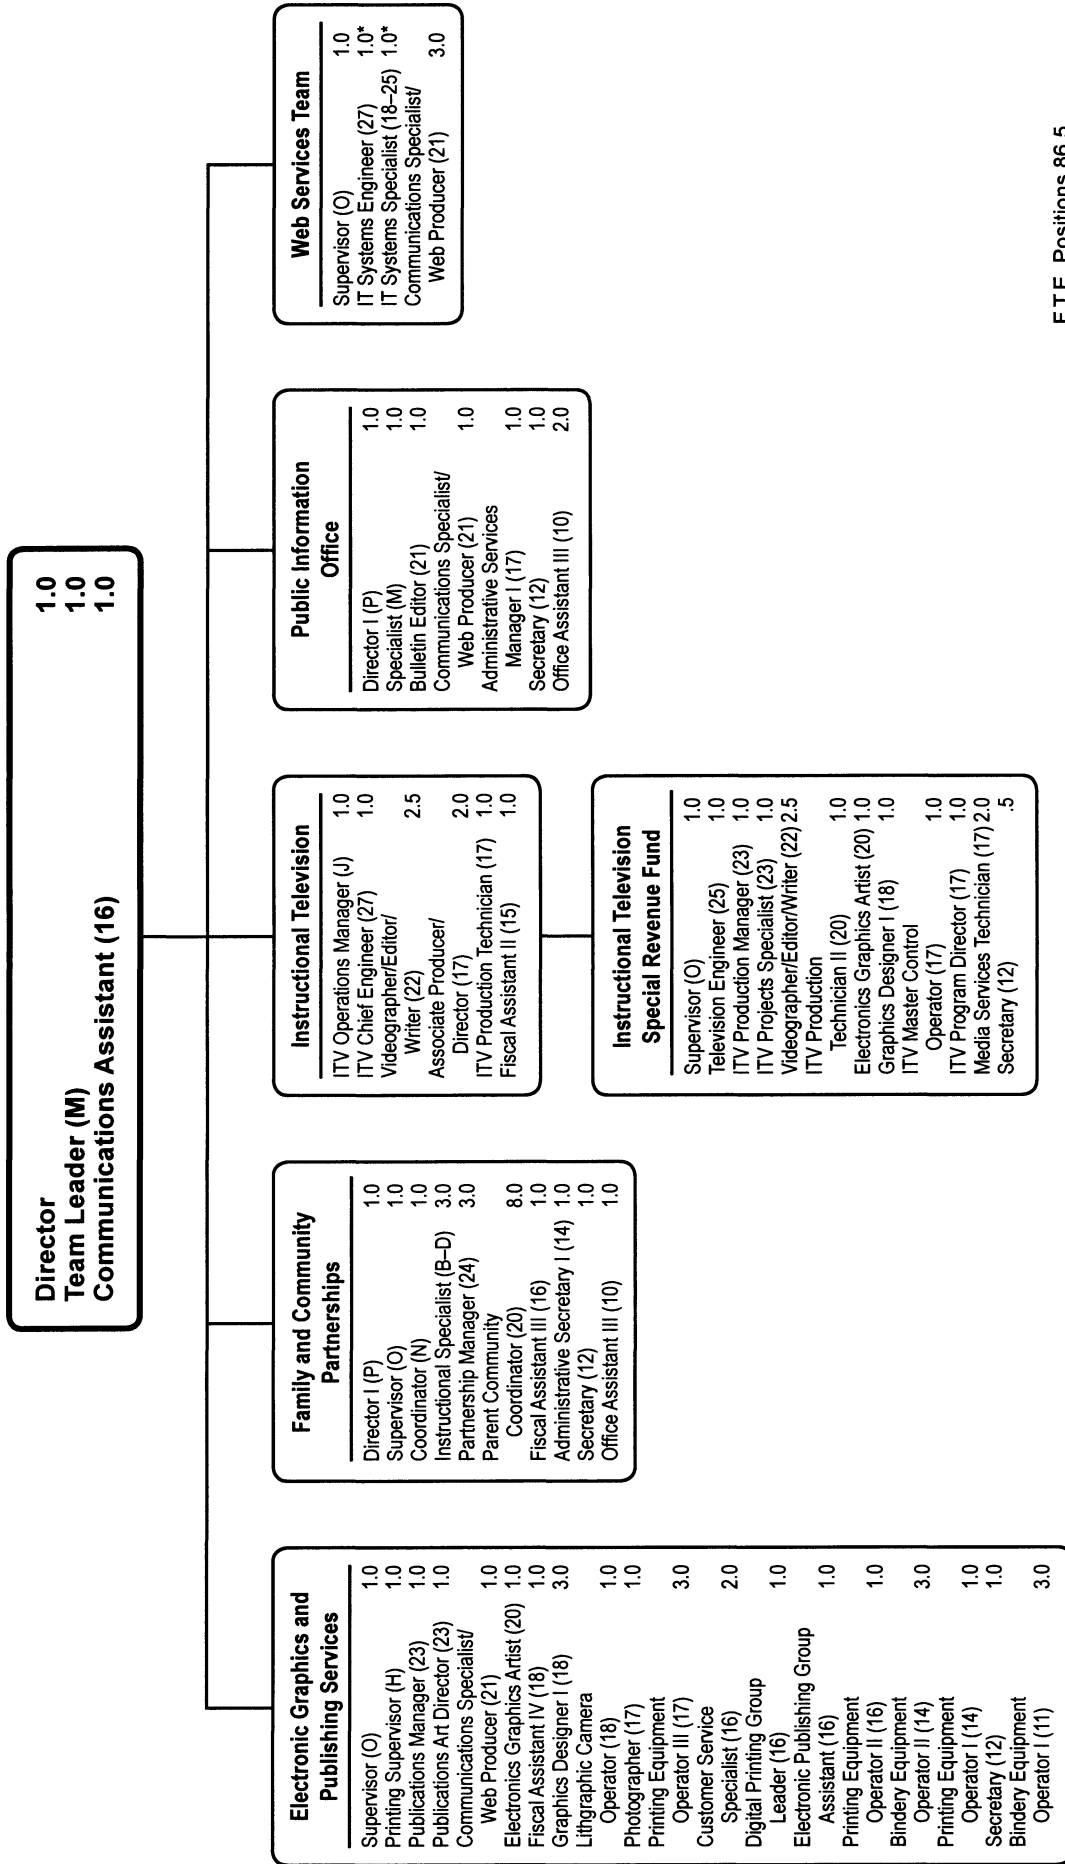 Director 1.0
Team Leader (M) 1.0
Communications Assistant (16) 1.0
Electronic Graphics and
Publishing Services
Supervisor (O) 1.0
Printing Supervisor (H) 1.0
Publications Manager (23) 1.0
Publications Art Director (23) 1.0
Communications Specialist/
Web Producer (21) 1.0
Electronics Graphics Artist (20) 1.0
Fiscal Assistant IV (18) 1.0
Graphics Designer I (18) 3.0
Lithographic Camera
Operator (18) 1.0
Photographer (17) 1.0
Printing Equipment
Operator III (17) 3.0
Customer Service
Specialist (16) 2.0
Digital Printing Group
Leader (16) 1.0
Electronic Publishing Group
Assistant (16) 1.0
Printing Equipment
Operator II (16) 1.0
Bindery Equipment
Operator II (14) 3.0
Printing Equipment
Operator I (14) 1.0
Secretary (12) 1.0
Bindery Equipment
Operator I (11) 3.0
Family and Community
Partnerships
Director I (P) 1.0
Supervisor (O) 1.0
Coordinator (N) 1.0
Instructional Specialist (B–D) 3.0
Partnership Manager (24) 3.0
Parent Community
Coordinator (20) 8.0
Fiscal Assistant III (16) 1.0
Administrative Secretary I (14) 1.0
Secretary (12) 1.0
Office Assistant III (10) 1.0
Instructional Television
ITV Operations Manager (J) 1.0
ITV Chief Engineer (27) 1.0
Videographer/Editor/
Writer (22) 2.5
Associate Producer/
Director (17) 2.0
ITV Production Technician (17) 1.0
Fiscal Assistant II (15) 1.0
Instructional Television
Special Revenue Fund
Supervisor (O) 1.0
Television Engineer (25) 1.0
ITV Production Manager (23) 1.0
ITV Projects Specialist (23) 1.0
Videographer/Editor/Writer (22) 2.5
ITV Production
Technician II (20) 1.0
Electronics Graphics Artist (20) 1.0
Graphics Designer I (18) 1.0
ITV Master Control
Operator (17) 1.0
ITV Program Director (17) 1.0
Media Services Technician (17) 2.0
Secretary (12) .5
Public Information
Office
Director I (P) 1.0
Specialist (M) 1.0
Bulletin Editor (21) 1.0
Communications Specialist/
Web Producer (21) 1.0
Administrative Services
Manager I (17) 1.0
Secretary (12) 1.0
Office Assistant III (10) 2.0
Web Services Team
Supervisor (O) 1.0
IT Systems Engineer (27) 1.0*
IT Systems Specialist (18–25) 1.0*
Communications Specialist/
Web Producer (21) 3.0
F.T.E. Positions 86.5